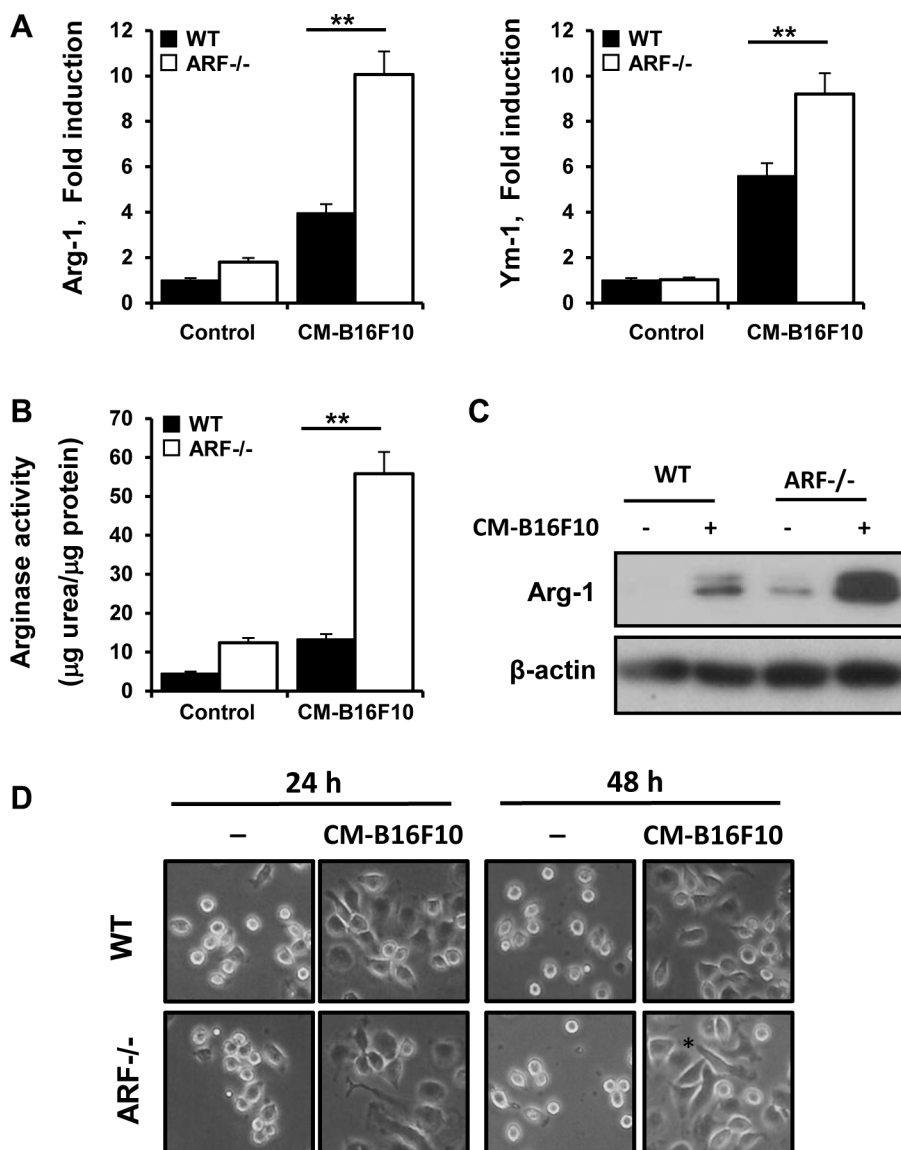 A
Arg-1, Fold induction
12
10
8
6
4
2
0
WT
ARF-/-
**
Control
CM-B16F10
Ym-1, Fold induction
12
10
8
6
4
2
0
WT
ARF-/-
**
Control
CM-B16F10
B
Arginase activity
(µg urea/µg protein)
70
60
50
40
30
20
10
0
WT
ARF-/-
**
Control
CM-B16F10
C
WT
ARF-/-
CM-B16F10 - + - +
Arg-1
β-actin
D
24 h
48 h
– CM-B16F10 – CM-B16F10
WT
ARF-/-
*